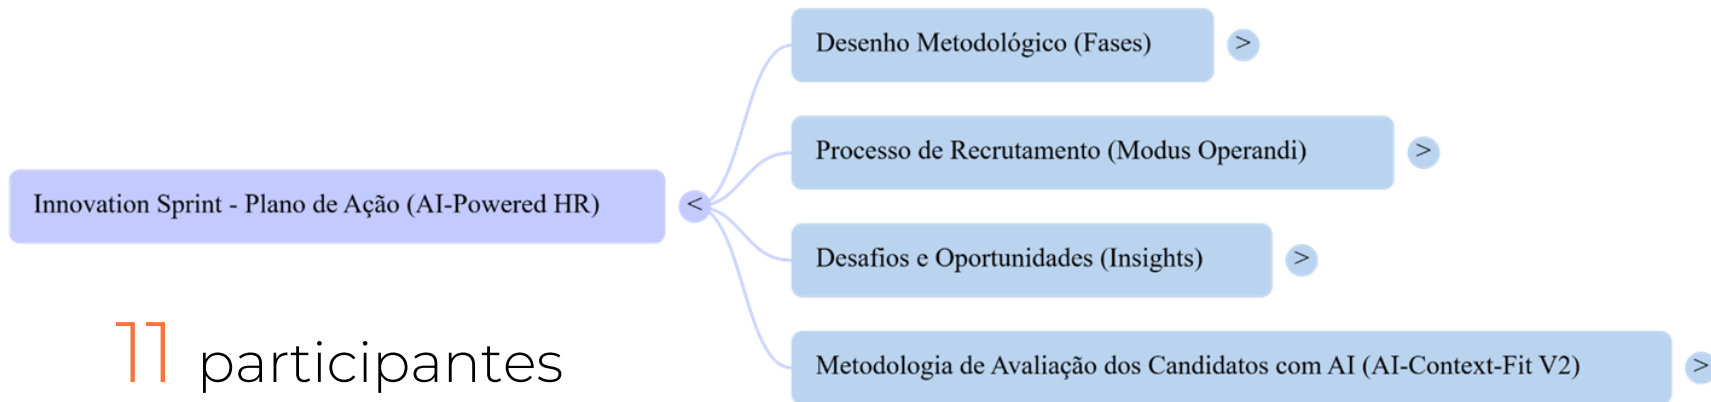 Desenho Metodológico (Fases) >
Processo de Recrutamento (Modus Operandi) >
Innovation Sprint - Plano de Ação (AI-Powered HR) <
Desafios e Oportunidades (Insights) >
11 participantes
Metodologia de Avaliação dos Candidatos com AI (AI-Context-Fit V2) >